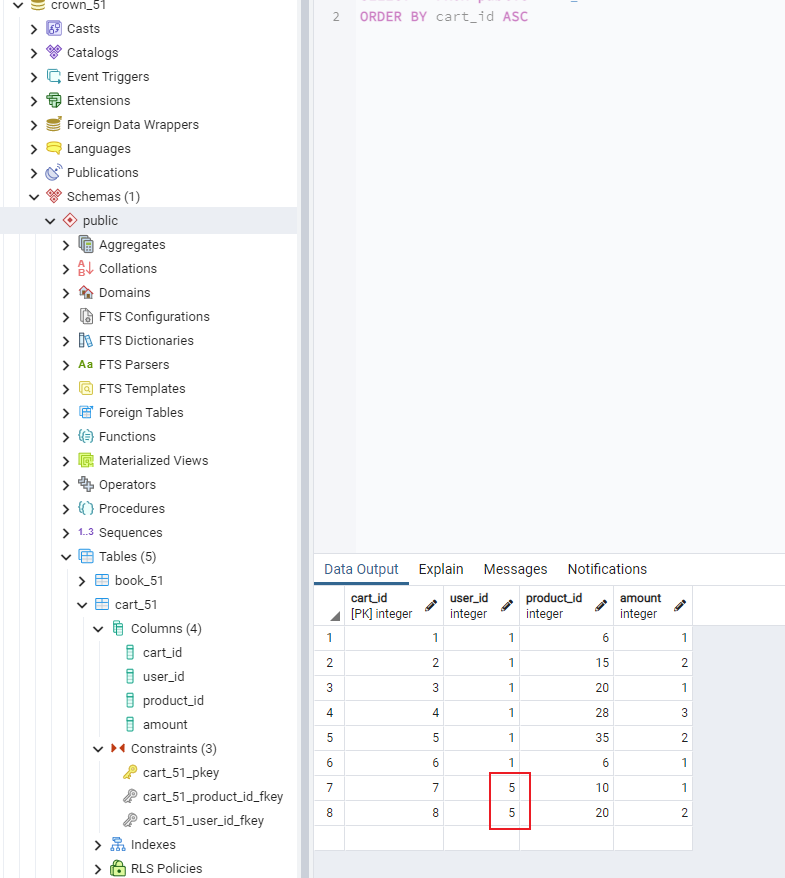 crown_51
Casts
Catalogs
Event Triggers
Extensions
Foreign Data Wrappers
Languages
Publications
Schemas (1)
public
Aggregates
Collations
Domains
FTS Configurations
FTS Dictionaries
Aa FTS Parsers
FTS Templates
Foreign Tables
Functions
Materialized Views
Operators
Procedures
1..3 Sequences
Tables (5)
book_51
cart_51
Columns (4)
cart_id
user_id
product_id
amount
Constraints (3)
cart_51_pkey
cart_51_product_id_fkey
cart_51_user_id_fkey
Indexes
RLS Policies
2 ORDER BY cart_id ASC
Data Output Explain Messages Notifications
cart_id user_id product_id amount
[PK] integer integer integer integer
1 1 1 6 1
2 2 1 15 2
3 3 1 20 1
4 4 1 28 3
5 5 1 35 2
6 6 1 6 1
7 7 5 10 1
8 8 5 20 2